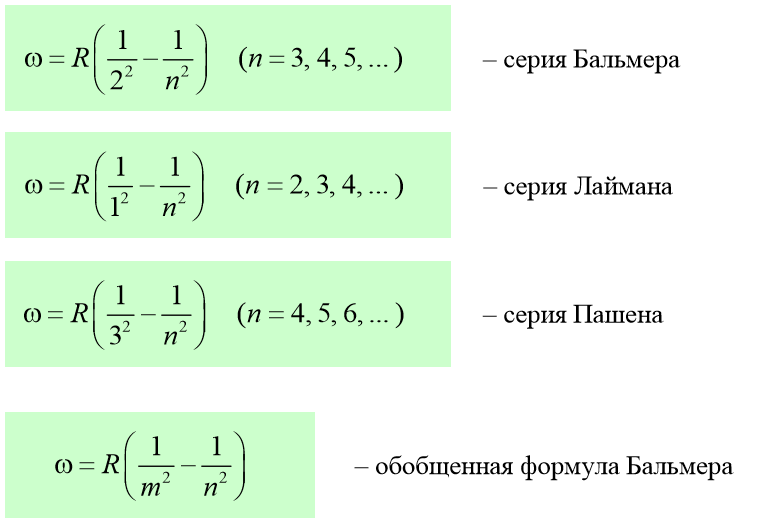 ω = R(1/2² − 1/n²) (n = 3, 4, 5, ... ) – серия Бальмера
ω = R(1/1² − 1/n²) (n = 2, 3, 4, ... ) – серия Лаймана
ω = R(1/3² − 1/n²) (n = 4, 5, 6, ... ) – серия Пашена
ω = R(1/m² − 1/n²) – обобщенная формула Бальмера